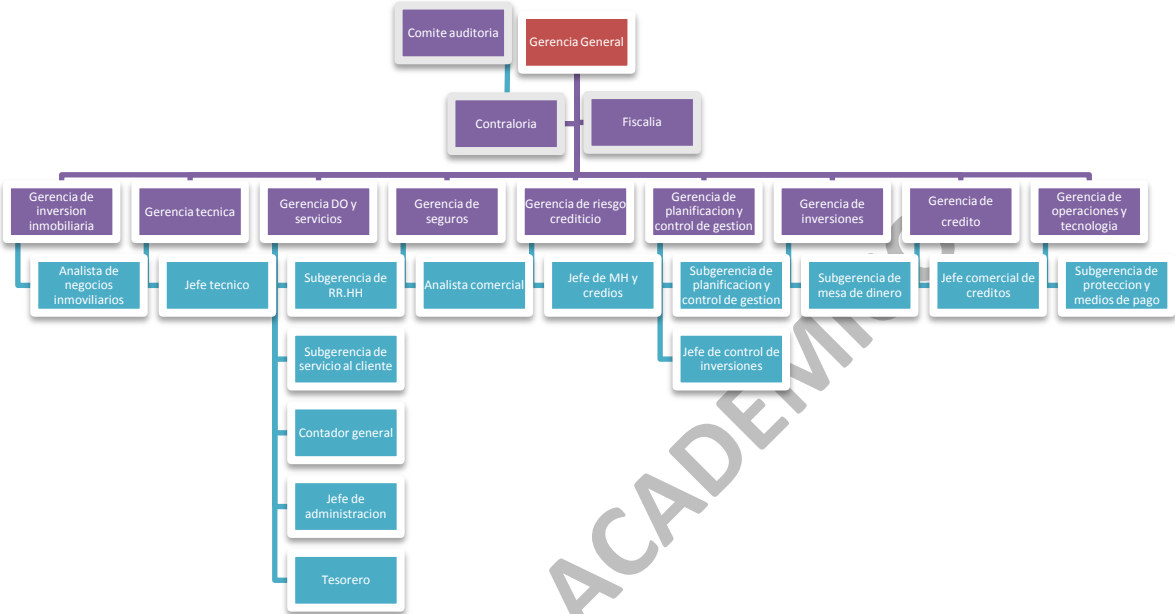 Comite auditoria
Gerencia General
Contraloria
Fiscalia
Gerencia de
inversion
inmobiliaria
Gerencia tecnica
Gerencia DO y
servicios
Gerencia de
seguros
Gerencia de riesgo
crediticio
Gerencia de
planificacion y
control de gestion
Gerencia de
inversiones
Gerencia de
credito
Gerencia de
operaciones y
tecnologia
Analista de
negocios
inmoviliarios
Jefe tecnico
Subgerencia de
RR.HH
Analista comercial
Jefe de MH y
credios
Subgerencia de
planificacion y
control de gestion
Subgerencia de
mesa de dinero
Jefe comercial de
creditos
Subgerencia de
proteccion y
medios de pago
Subgerencia de
servicio al cliente
Jefe de control de
inversiones
Contador general
Jefe de
administracion
Tesorero
ACADEMICOS